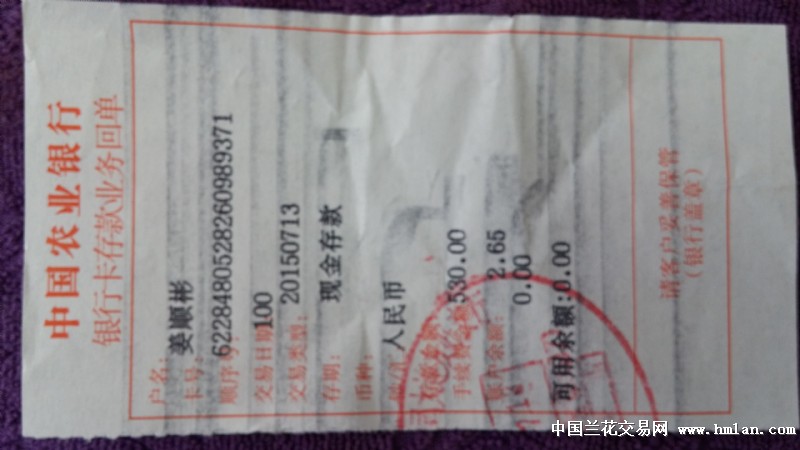 中国农业银行
银行卡存款业务回单
户名:
姜顺彬
卡号:
6228480528260989371
顺序号:
100
交易日期:
20150713
交易类型:
现金存款
存期:
币种:
人民币
530.00
手续费
2.65
0.00
可用余额:0.00
请客户妥善保管
(银行盖章)
中国兰花交易网 www.hmlan.com